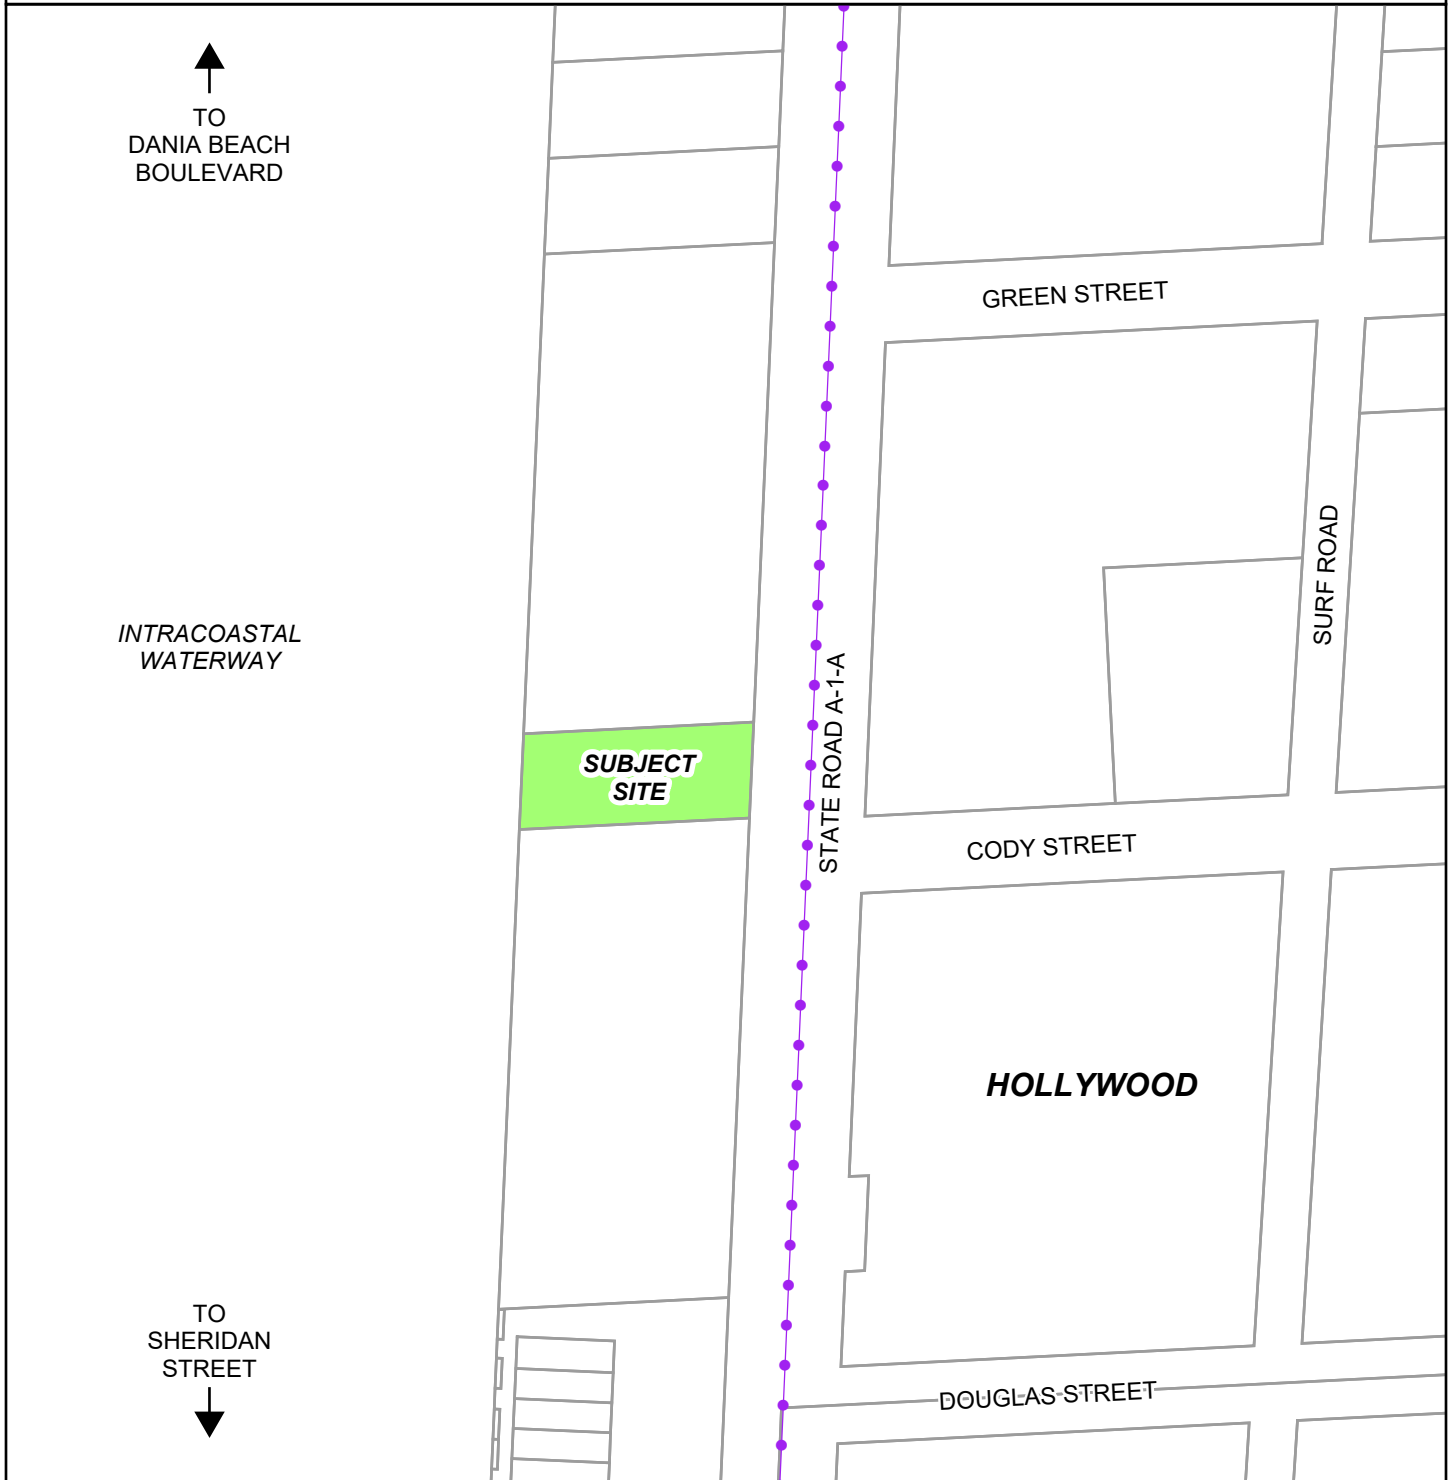 TO
DANIA BEACH
BOULEVARD
GREEN STREET
SURF ROAD
INTRACOASTAL
WATERWAY
STATE ROAD A-1-A
SUBJECT
SITE
CODY STREET
HOLLYWOOD
TO
SHERIDAN
STREET
DOUGLAS STREET